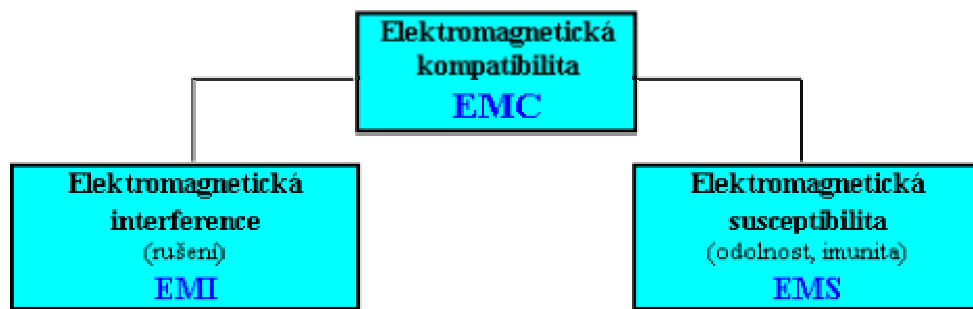 Elektromagnetická
kompatibilita
EMC
Elektromagnetická
interference
(rušení)
EMI
Elektromagnetická
susceptibilita
(odolnost, imunita)
EMS